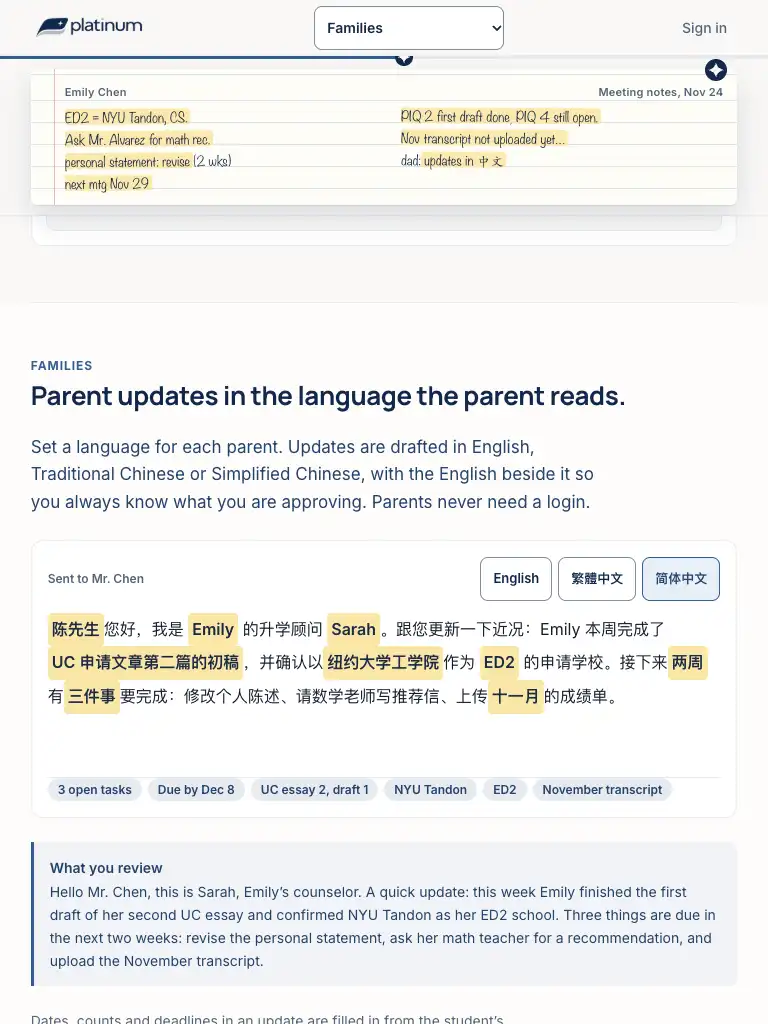 platinum
Families
Sign in
Emily Chen
Meeting notes, Nov 24
ED2 = NYU Tandon, CS.
Ask Mr. Alvarez for math rec.
personal statement: revise (2 wks)
next mtg Nov 29
PIQ 2 first draft done, PIQ 4 still open.
Nov transcript not uploaded yet...
dad: updates in 中文
FAMILIES
Parent updates in the language the parent reads.
Set a language for each parent. Updates are drafted in English,
Traditional Chinese or Simplified Chinese, with the English beside it so
you always know what you are approving. Parents never need a login.
Sent to Mr. Chen
English
繁體中文
简体中文
陈先生您好，我是 Emily 的升学顾问 Sarah。跟您更新一下近况：Emily 本周完成了
UC 申请文章第二篇的初稿，并确认以纽约大学工学院作为 ED2 的申请学校。接下来两周
有三件事要完成：修改个人陈述、请数学老师写推荐信、上传十一月的成绩单。
3 open tasks
Due by Dec 8
UC essay 2, draft 1
NYU Tandon
ED2
November transcript
What you review
Hello Mr. Chen, this is Sarah, Emily’s counselor. A quick update: this week Emily finished the first
draft of her second UC essay and confirmed NYU Tandon as her ED2 school. Three things are due in
the next two weeks: revise the personal statement, ask her math teacher for a recommendation, and
upload the November transcript.
Dates, counts and deadlines in an update are filled in from the student’s